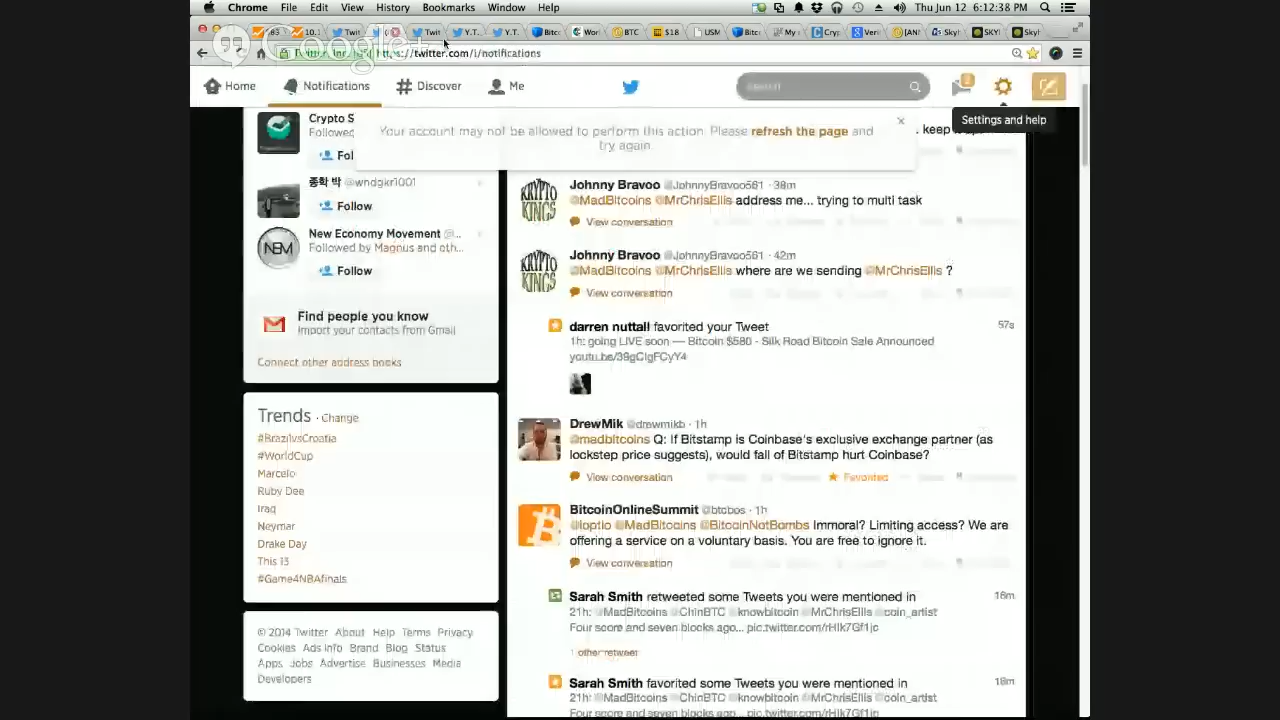 Chrome File Edit View History Bookmarks Window Help Thu Jun 12 6:12:38 PM
Google+
https://twitter.com/i/notifications
Home Notifications Discover Me
Settings and help
Crypto S
Followed
Fol
Your account may not be allowed to perform this action. Please refresh the page and
try again.
keep
종학 박 @wndgkr1001
Follow
New Economy Movement @...
Followed by Magnus and oth...
Follow
Find people you know
Import your contacts from Gmail
Connect other address books
Trends · Change
#BrazilvsCroatia
#WorldCup
Marcelo
Ruby Dee
Iraq
Neymar
Drake Day
This 13
#Game4NBAfinals
© 2014 Twitter About Help Terms Privacy
Cookies Ads info Brand Blog Status
Apps Jobs Advertise Businesses Media
Developers
Johnny Bravoo @JohnnyBravoo561 · 38m
@MadBitcoins @MrChrisEllis address me... trying to multi task
View conversation
Johnny Bravoo @JohnnyBravoo561 · 42m
@MadBitcoins @MrChrisEllis where are we sending @MrChrisEllis ?
View conversation
darren nuttall favorited your Tweet 57s
1h: going LIVE soon — Bitcoin $580 - Silk Road Bitcoin Sale Announced
DrewMik @drewmikb · 1h
@madbitcoins Q: If Bitstamp is Coinbase's exclusive exchange partner (as
lockstep price suggests), would fall of Bitstamp hurt Coinbase?
View conversation Favorited
BitcoinOnlineSummit @btcbos · 1h
@ioptio @MadBitcoins @BitcoinNotBombs Immoral? Limiting access? We are
offering a service on a voluntary basis. You are free to ignore it.
View conversation
Sarah Smith retweeted some Tweets you were mentioned in 16m
21h: @MadBitcoins @ChinBTC @knowbitcoin @MrChrisEllis @coin_artist
Four score and seven blocks ago... pic.twitter.com/rHlk7Gf1jc
1 other retweet
Sarah Smith favorited some Tweets you were mentioned in 18m
21h: @MadBitcoins @ChinBTC @knowbitcoin @MrChrisEllis @coin_artist
Four score and seven blocks ago... pic.twitter.com/rHlk7Gf1jc